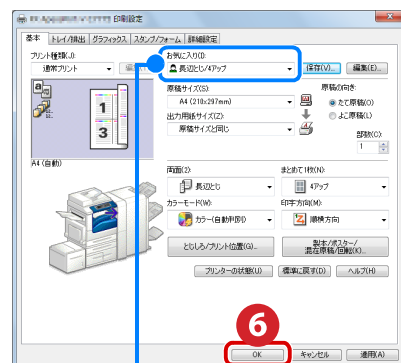 印刷設定
基本 トレイ/排出 グラフィックス スタンプ/フォーム 詳細設定
プリント種類(J):
通常プリント
お気に入り(I):
長辺とじ/4アップ
保存(V)... 編集(E)...
原稿サイズ(S):
A4 (210x297mm)
出力用紙サイズ(Z):
原稿サイズと同じ
原稿の向き:
たて原稿(O)
よこ原稿(L)
部数(C):
1
1
3
A4 (自動)
両面(2):
長辺とじ
まとめて1枚(N):
4アップ
カラーモード(W):
カラー(自動判別)
印字方向(M):
順横方向
とじしろ/プリント位置(G)...
製本/ポスター/
混在原稿/回転(K)...
プリンターの状態(U) 標準に戻す(D) ヘルプ(H)
6
OK キャンセル 適用(A)